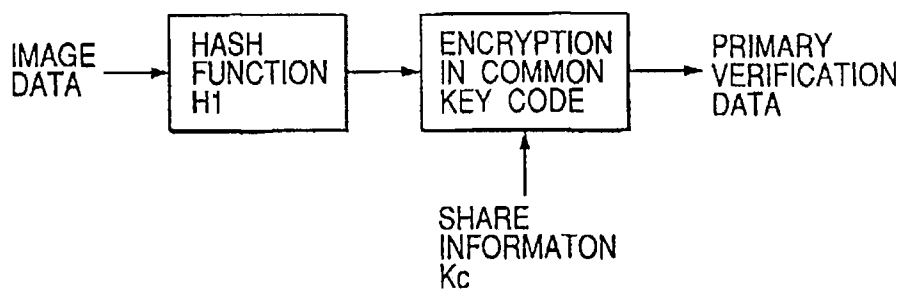 IMAGE
DATA
HASH
FUNCTION
H1
ENCRYPTION
IN COMMON
KEY CODE
PRIMARY
VERIFICATION
DATA
SHARE
INFORMATON
Kc